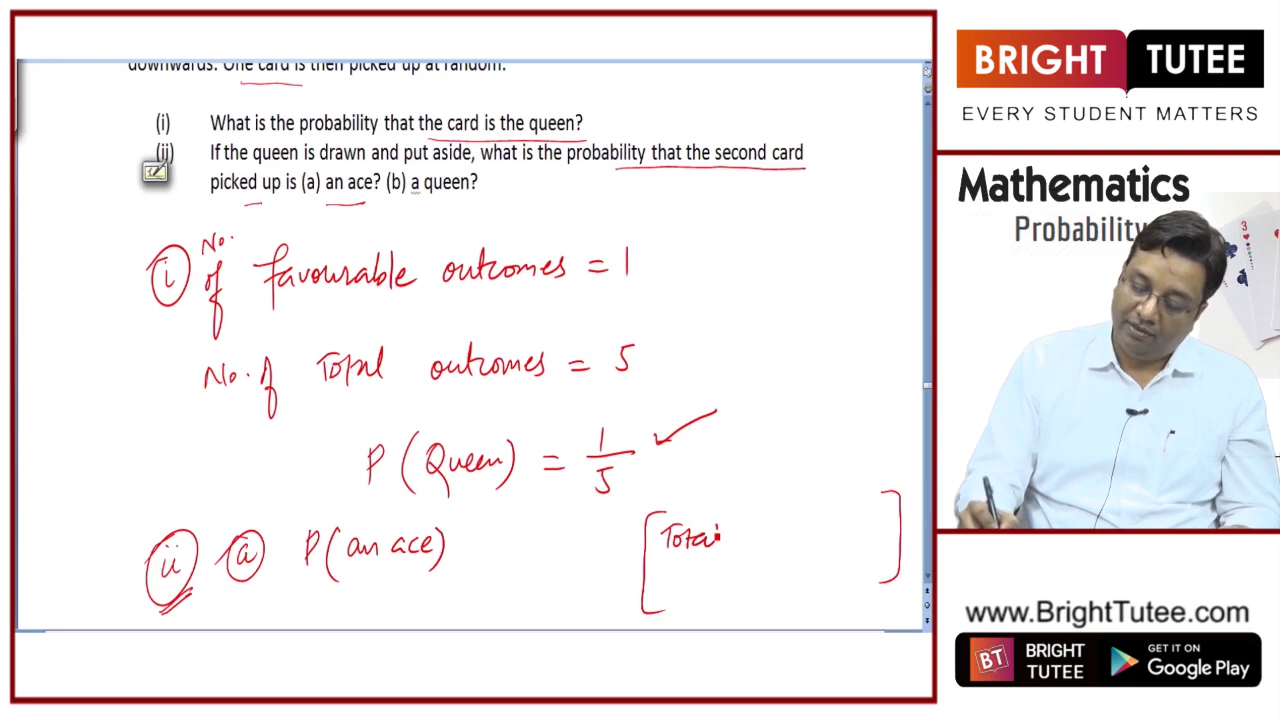 downwards. One card is then picked up at random.
(i) What is the probability that the card is the queen?
(ii) If the queen is drawn and put aside, what is the probability that the second card
picked up is (a) an ace? (b) a queen?
i No. of favourable outcomes = 1
No. of Total outcomes = 5
P (Queen) = 1/5
ii a P(an ace) [Total ]
BRIGHT TUTEE
EVERY STUDENT MATTERS
Mathematics
Probability
3
www.BrightTutee.com
BT BRIGHT TUTEE
GET IT ON
Google Play